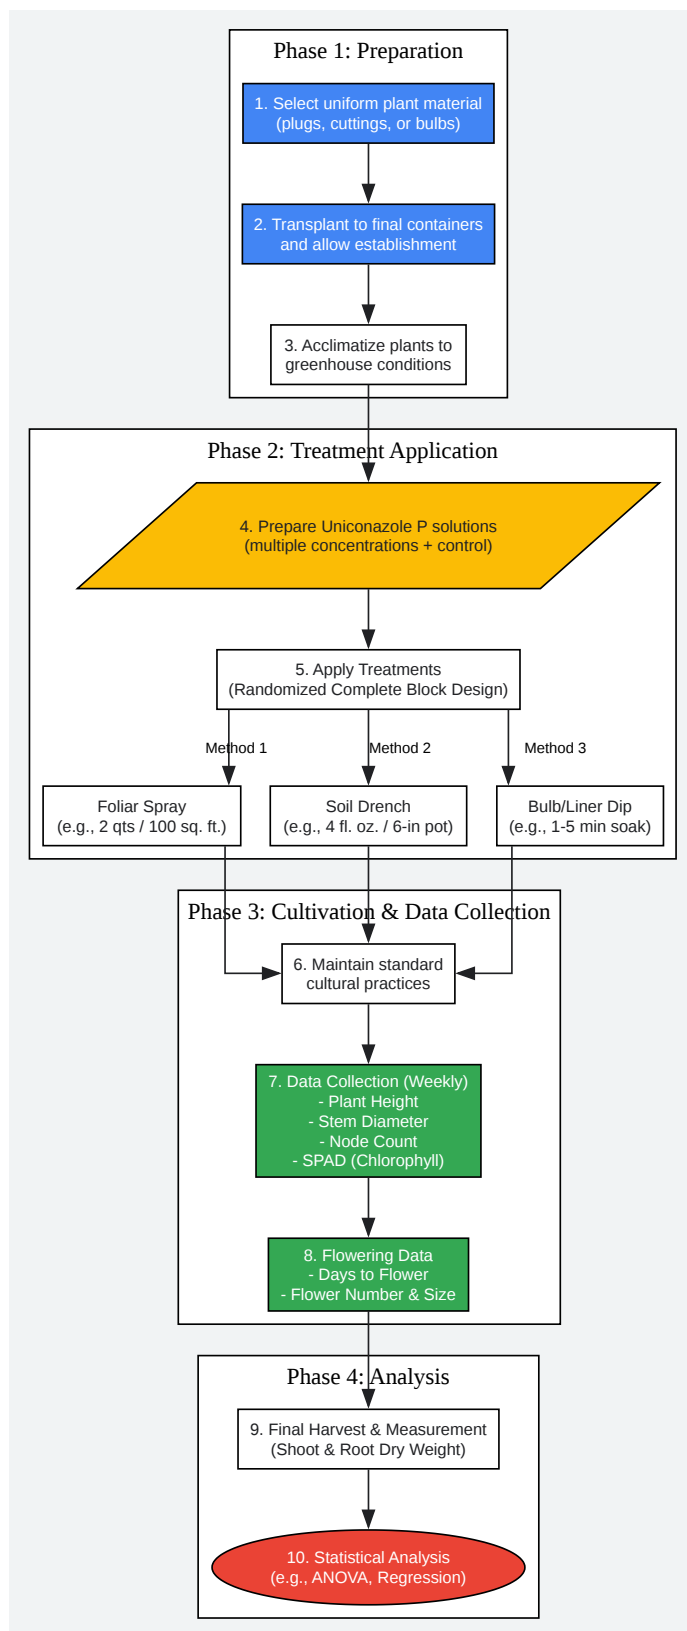 Phase 1: Preparation
1. Select uniform plant material
(plugs, cuttings, or bulbs)
2. Transplant to final containers
and allow establishment
3. Acclimatize plants to
greenhouse conditions
Phase 2: Treatment Application
4. Prepare Uniconazole P solutions
(multiple concentrations + control)
5. Apply Treatments
(Randomized Complete Block Design)
Method 1
Method 2
Method 3
Foliar Spray
(e.g., 2 qts / 100 sq. ft.)
Soil Drench
(e.g., 4 fl. oz. / 6-in pot)
Bulb/Liner Dip
(e.g., 1-5 min soak)
Phase 3: Cultivation & Data Collection
6. Maintain standard
cultural practices
7. Data Collection (Weekly)
- Plant Height
- Stem Diameter
- Node Count
- SPAD (Chlorophyll)
8. Flowering Data
- Days to Flower
- Flower Number & Size
Phase 4: Analysis
9. Final Harvest & Measurement
(Shoot & Root Dry Weight)
10. Statistical Analysis
(e.g., ANOVA, Regression)